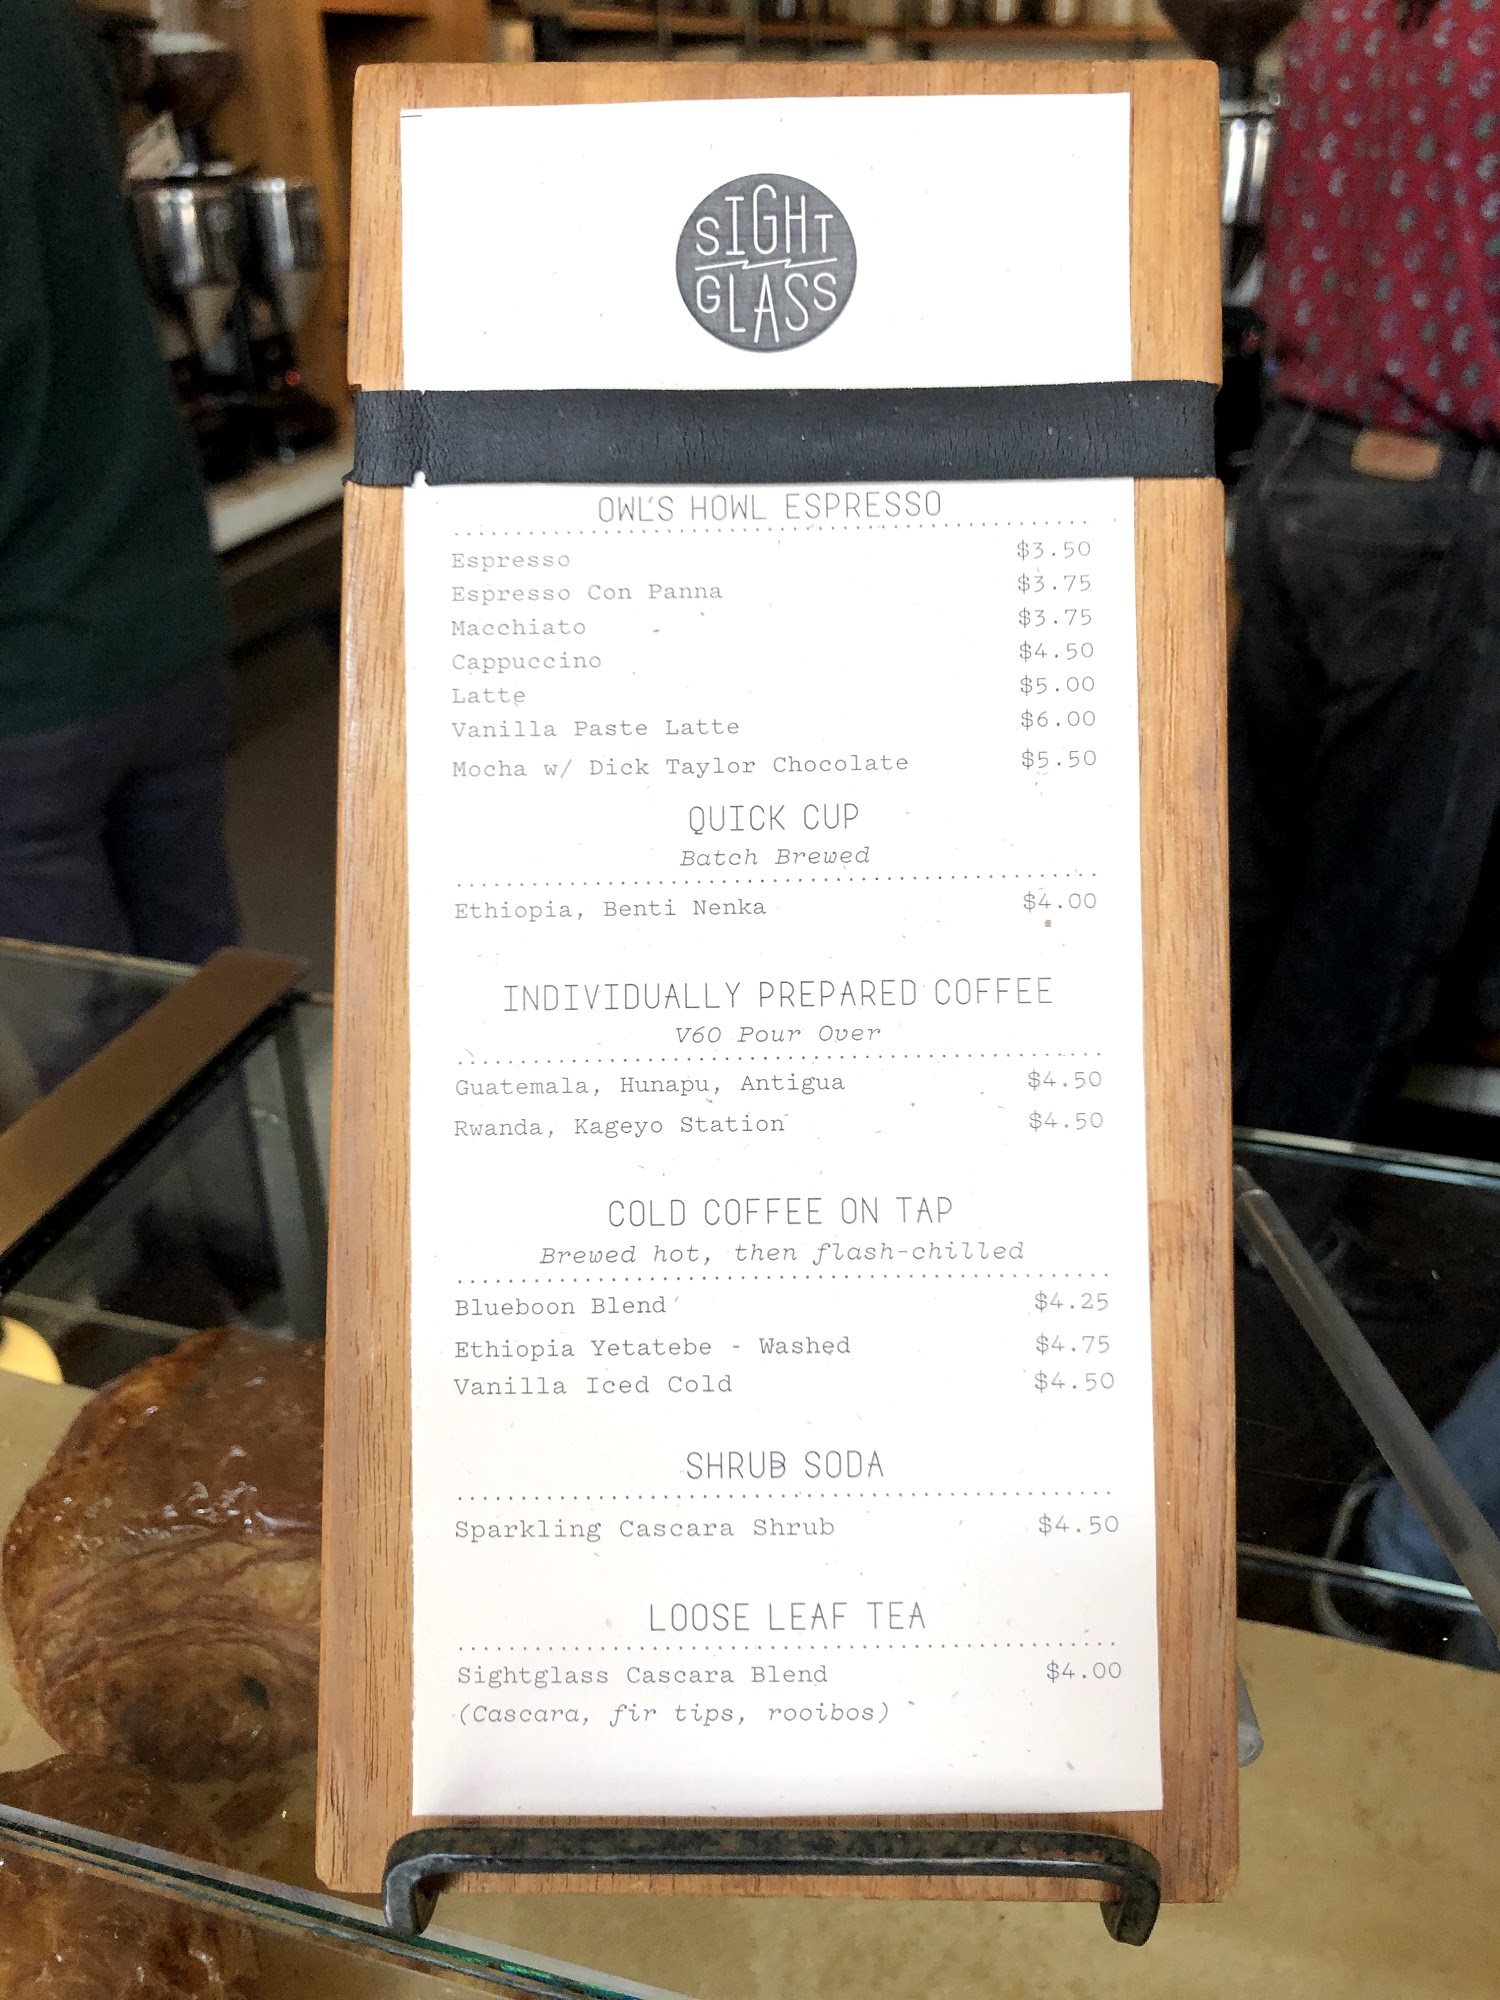 SIGHT
GLASS
OWL'S HOWL ESPRESSO
Espresso $3.50
Espresso Con Panna $3.75
Macchiato $3.75
Cappuccino $4.50
Latte $5.00
Vanilla Paste Latte $6.00
Mocha w/ Dick Taylor Chocolate $5.50
QUICK CUP
Batch Brewed
Ethiopia, Benti Nenka $4.00
INDIVIDUALLY PREPARED COFFEE
V60 Pour Over
Guatemala, Hunapu, Antigua $4.50
Rwanda, Kageyo Station $4.50
COLD COFFEE ON TAP
Brewed hot, then flash-chilled
Blueboon Blend $4.25
Ethiopia Yetatebe - Washed $4.75
Vanilla Iced Cold $4.50
SHRUB SODA
Sparkling Cascara Shrub $4.50
LOOSE LEAF TEA
Sightglass Cascara Blend $4.00
(Cascara, fir tips, rooibos)